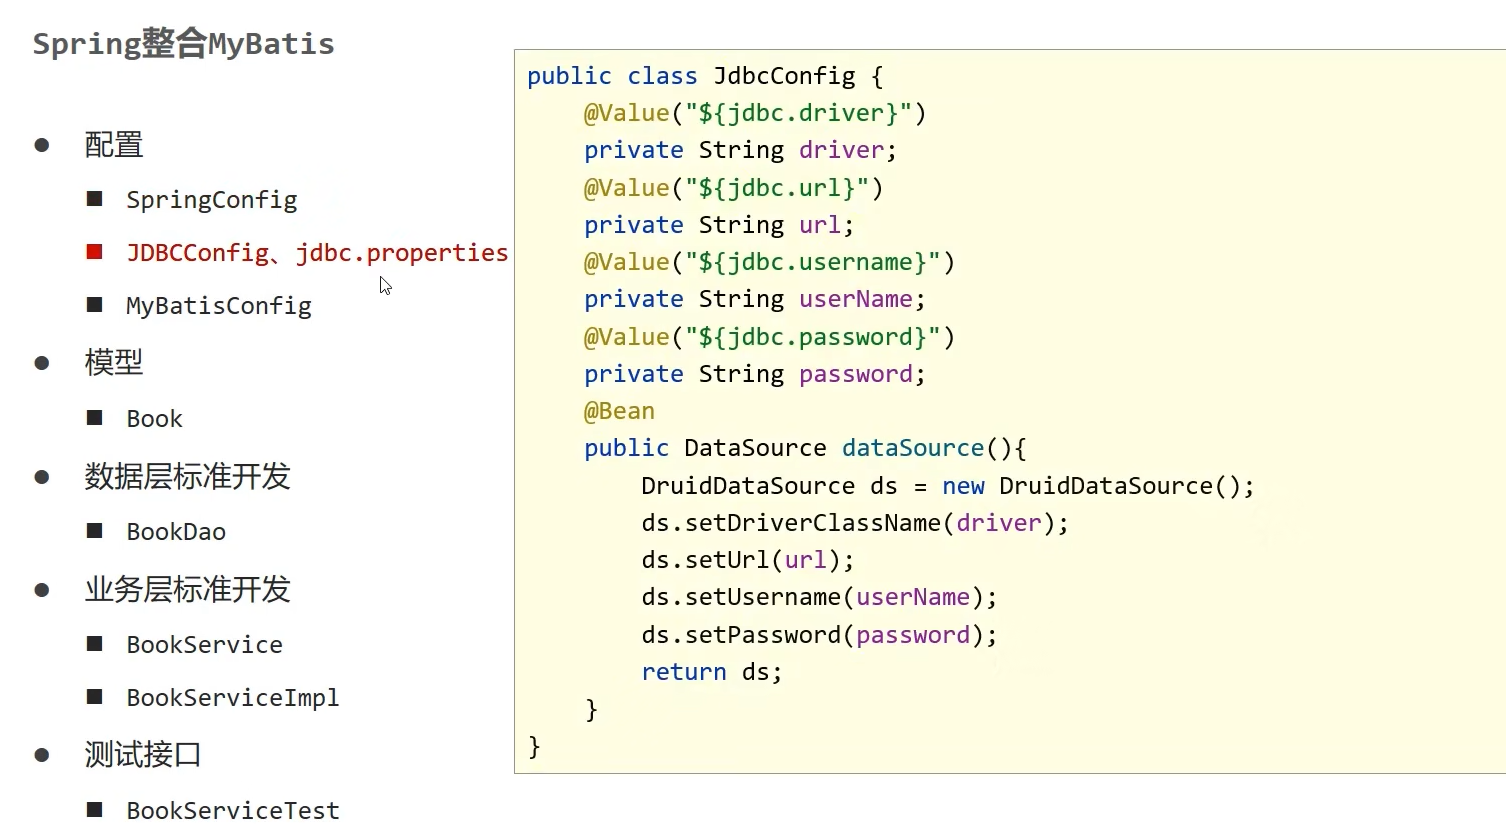 Spring整合MyBatis
● 配置
■ SpringConfig
■ JDBCConfig、jdbc.properties
■ MyBatisConfig
● 模型
■ Book
● 数据层标准开发
■ BookDao
● 业务层标准开发
■ BookService
■ BookServiceImpl
● 测试接口
■ BookServiceTest
public class JdbcConfig {
    @Value("${jdbc.driver}")
    private String driver;
    @Value("${jdbc.url}")
    private String url;
    @Value("${jdbc.username}")
    private String userName;
    @Value("${jdbc.password}")
    private String password;
    @Bean
    public DataSource dataSource(){
        DruidDataSource ds = new DruidDataSource();
        ds.setDriverClassName(driver);
        ds.setUrl(url);
        ds.setUsername(userName);
        ds.setPassword(password);
        return ds;
    }
}